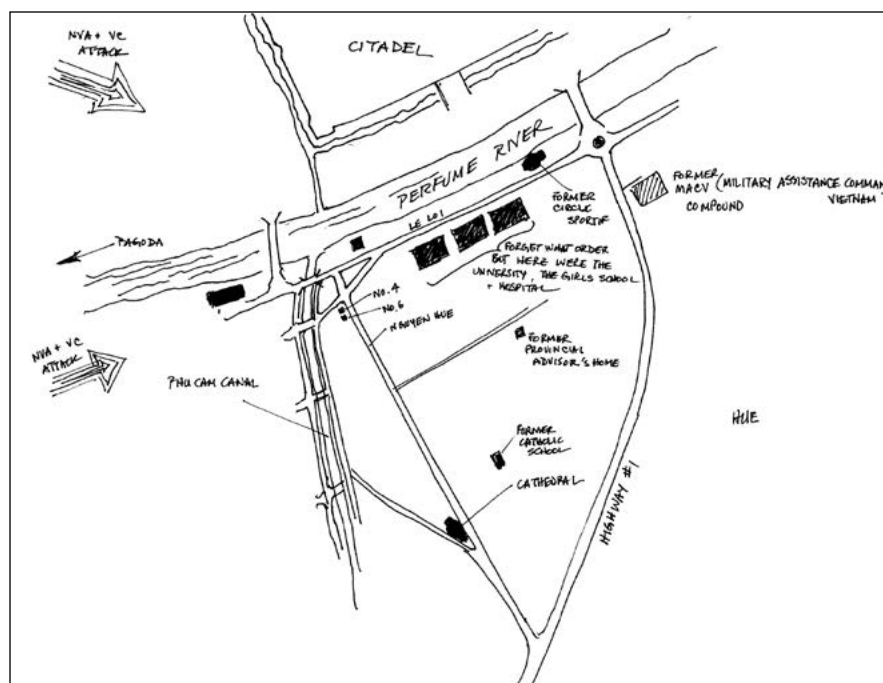 NVA + VC
ATTACK
CITADEL
PERFUME RIVER
FORMER
CIRCLE
SPORTIF
FORMER
MACV (MILITARY ASSISTANCE COMMAN
VIETNAM)
COMPOUND
LE LOI
PAGODA
(FORGET WHAT ORDER
BUT HERE WERE THE
UNIVERSITY, THE GIRLS SCHOOL
+ HOSPITAL)
NO. 4
NO. 6
NGUYEN HUE
FORMER
PROVINCIAL
ADVISOR'S HOME
NVA + VC
ATTACK
PHU CAM CANAL
HUE
FORMER
CATHOLIC
SCHOOL
CATHEDRAL
HIGHWAY #1